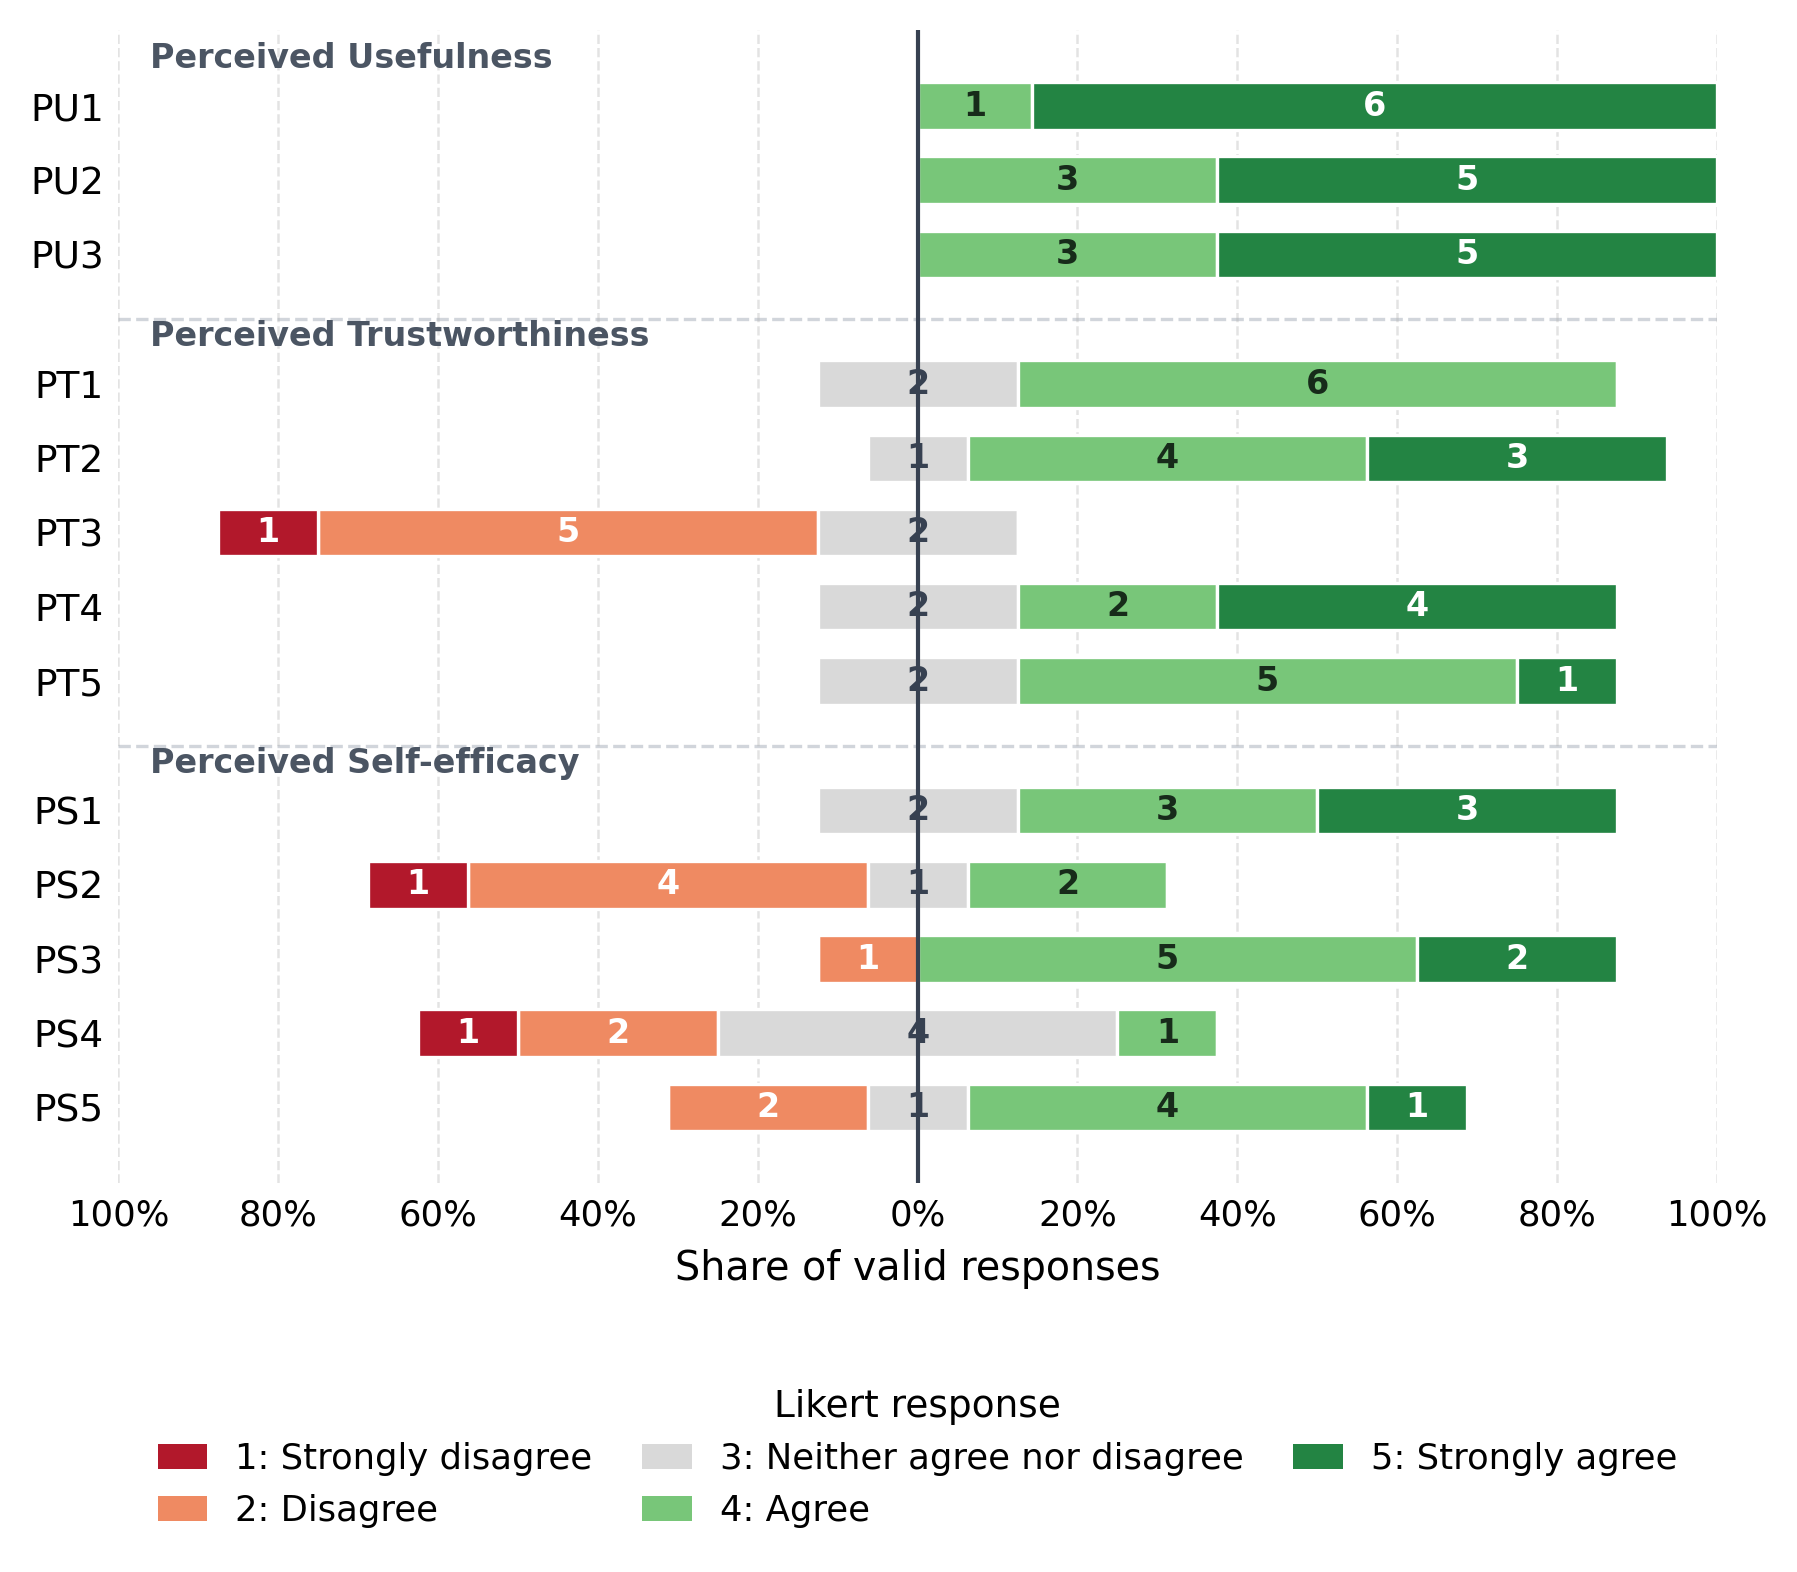 Perceived Usefulness
PU1 1 6
PU2 3 5
PU3 3 5
Perceived Trustworthiness
PT1 2 6
PT2 1 4 3
PT3 1 5 2
PT4 2 2 4
PT5 2 5 1
Perceived Self-efficacy
PS1 2 3 3
PS2 1 4 1 2
PS3 1 5 2
PS4 1 2 4 1
PS5 2 1 4 1
100% 80% 60% 40% 20% 0% 20% 40% 60% 80% 100%
Share of valid responses
Likert response
1: Strongly disagree 3: Neither agree nor disagree 5: Strongly agree
2: Disagree 4: Agree